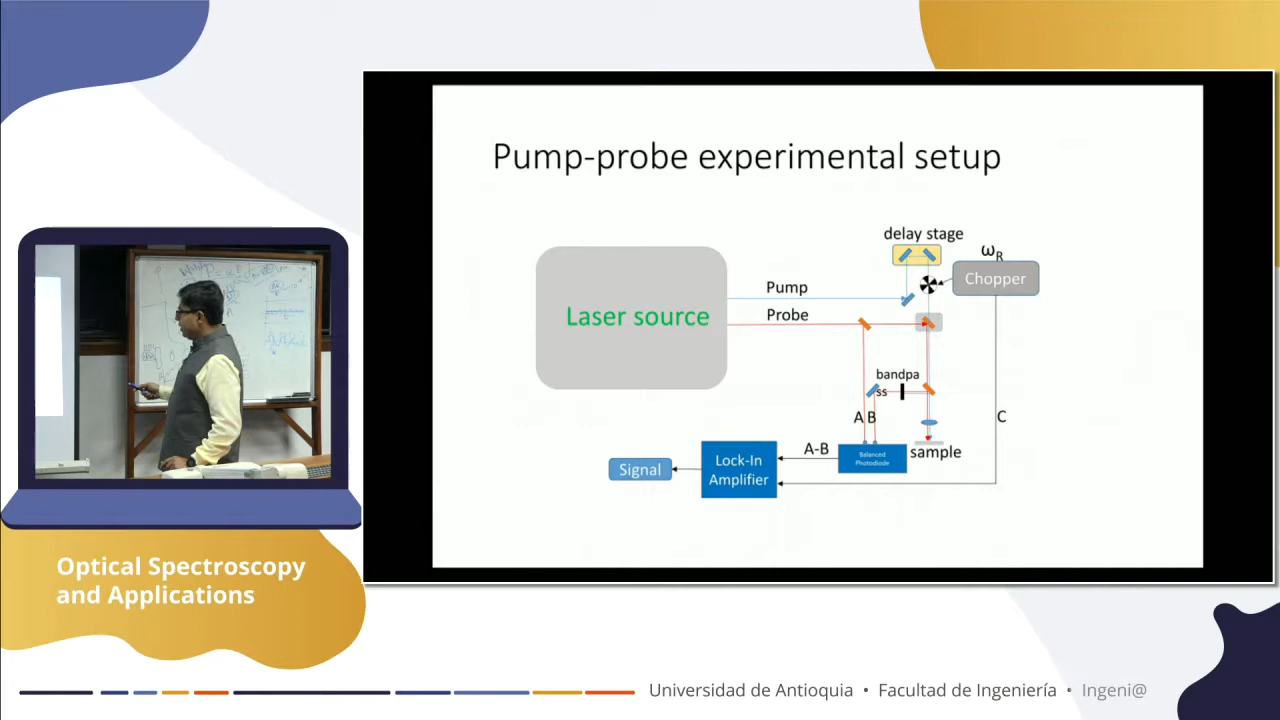 Pump-probe experimental setup
delay stage
ωR
Chopper
Pump
Laser source
Probe
bandpa
ss
A B
C
A-B
Balanced
Photodiode
sample
Signal
Lock-In
Amplifier
Optical Spectroscopy
and Applications
Universidad de Antioquia • Facultad de Ingeniería • Ingeni@